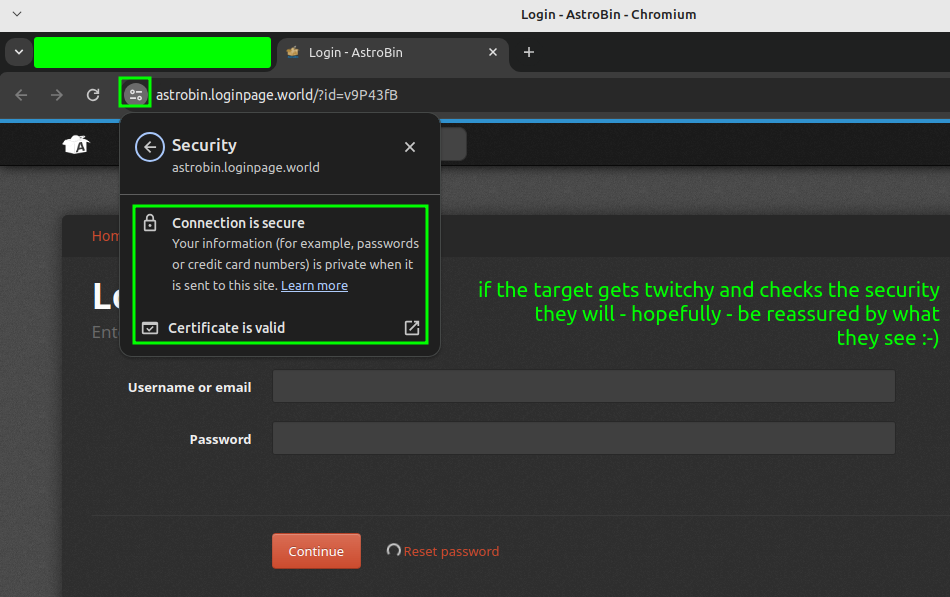 Login - AstroBin - Chromium
Login - AstroBin
astrobin.loginpage.world/?id=v9P43fB
A
Security
astrobin.loginpage.world
Connection is secure
Your information (for example, passwords
or credit card numbers) is private when it
is sent to this site. Learn more
Certificate is valid
Hom
Lo
Ent
if the target gets twitchy and checks the security
they will - hopefully - be reassured by what
they see :-)
Username or email
Password
Continue
Reset password